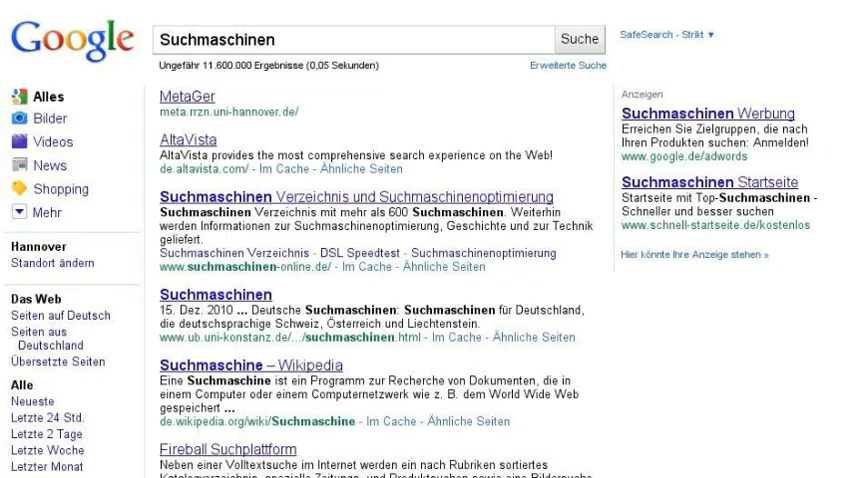 Google
Suchmaschinen
Suche
SafeSearch - Strikt ▼
Ungefähr 11.600.000 Ergebnisse (0,05 Sekunden)
Erweiterte Suche
Alles
Bilder
Videos
News
Shopping
Mehr
Hannover
Standort ändern
Das Web
Seiten auf Deutsch
Seiten aus
Deutschland
Übersetzte Seiten
Alle
Neueste
Letzte 24 Std.
Letzte 2 Tage
Letzte Woche
Letzter Monat
MetaGer
meta.rrzn.uni-hannover.de/
AltaVista
AltaVista provides the most comprehensive search experience on the Web!
de.altavista.com/ - Im Cache - Ähnliche Seiten
Suchmaschinen Verzeichnis und Suchmaschinenoptimierung
Suchmaschinen Verzeichnis mit mehr als 600 Suchmaschinen. Weiterhin
werden Informationen zur Suchmaschinenoptimierung, Geschichte und zur Technik
geliefert.
Suchmaschinen Verzeichnis - DSL Speedtest - Suchmaschinenoptimierung
www.suchmaschinen-online.de/ - Im Cache - Ähnliche Seiten
Suchmaschinen
15. Dez. 2010 ... Deutsche Suchmaschinen: Suchmaschinen für Deutschland,
die deutschsprachige Schweiz, Österreich und Liechtenstein.
www.ub.uni-konstanz.de/.../suchmaschinen.html - Im Cache - Ähnliche Seiten
Suchmaschine – Wikipedia
Eine Suchmaschine ist ein Programm zur Recherche von Dokumenten, die in
einem Computer oder einem Computernetzwerk wie z. B. dem World Wide Web
gespeichert ...
de.wikipedia.org/wiki/Suchmaschine - Im Cache - Ähnliche Seiten
Fireball Suchplattform
Neben einer Volltextsuche im Internet werden ein nach Rubriken sortiertes
Anzeigen
Suchmaschinen Werbung
Erreichen Sie Zielgruppen, die nach
Ihren Produkten suchen: Anmelden!
www.google.de/adwords
Suchmaschinen Startseite
Startseite mit Top-Suchmaschinen -
Schneller und besser suchen
www.schnell-startseite.de/kostenlos
Hier könnte Ihre Anzeige stehen »